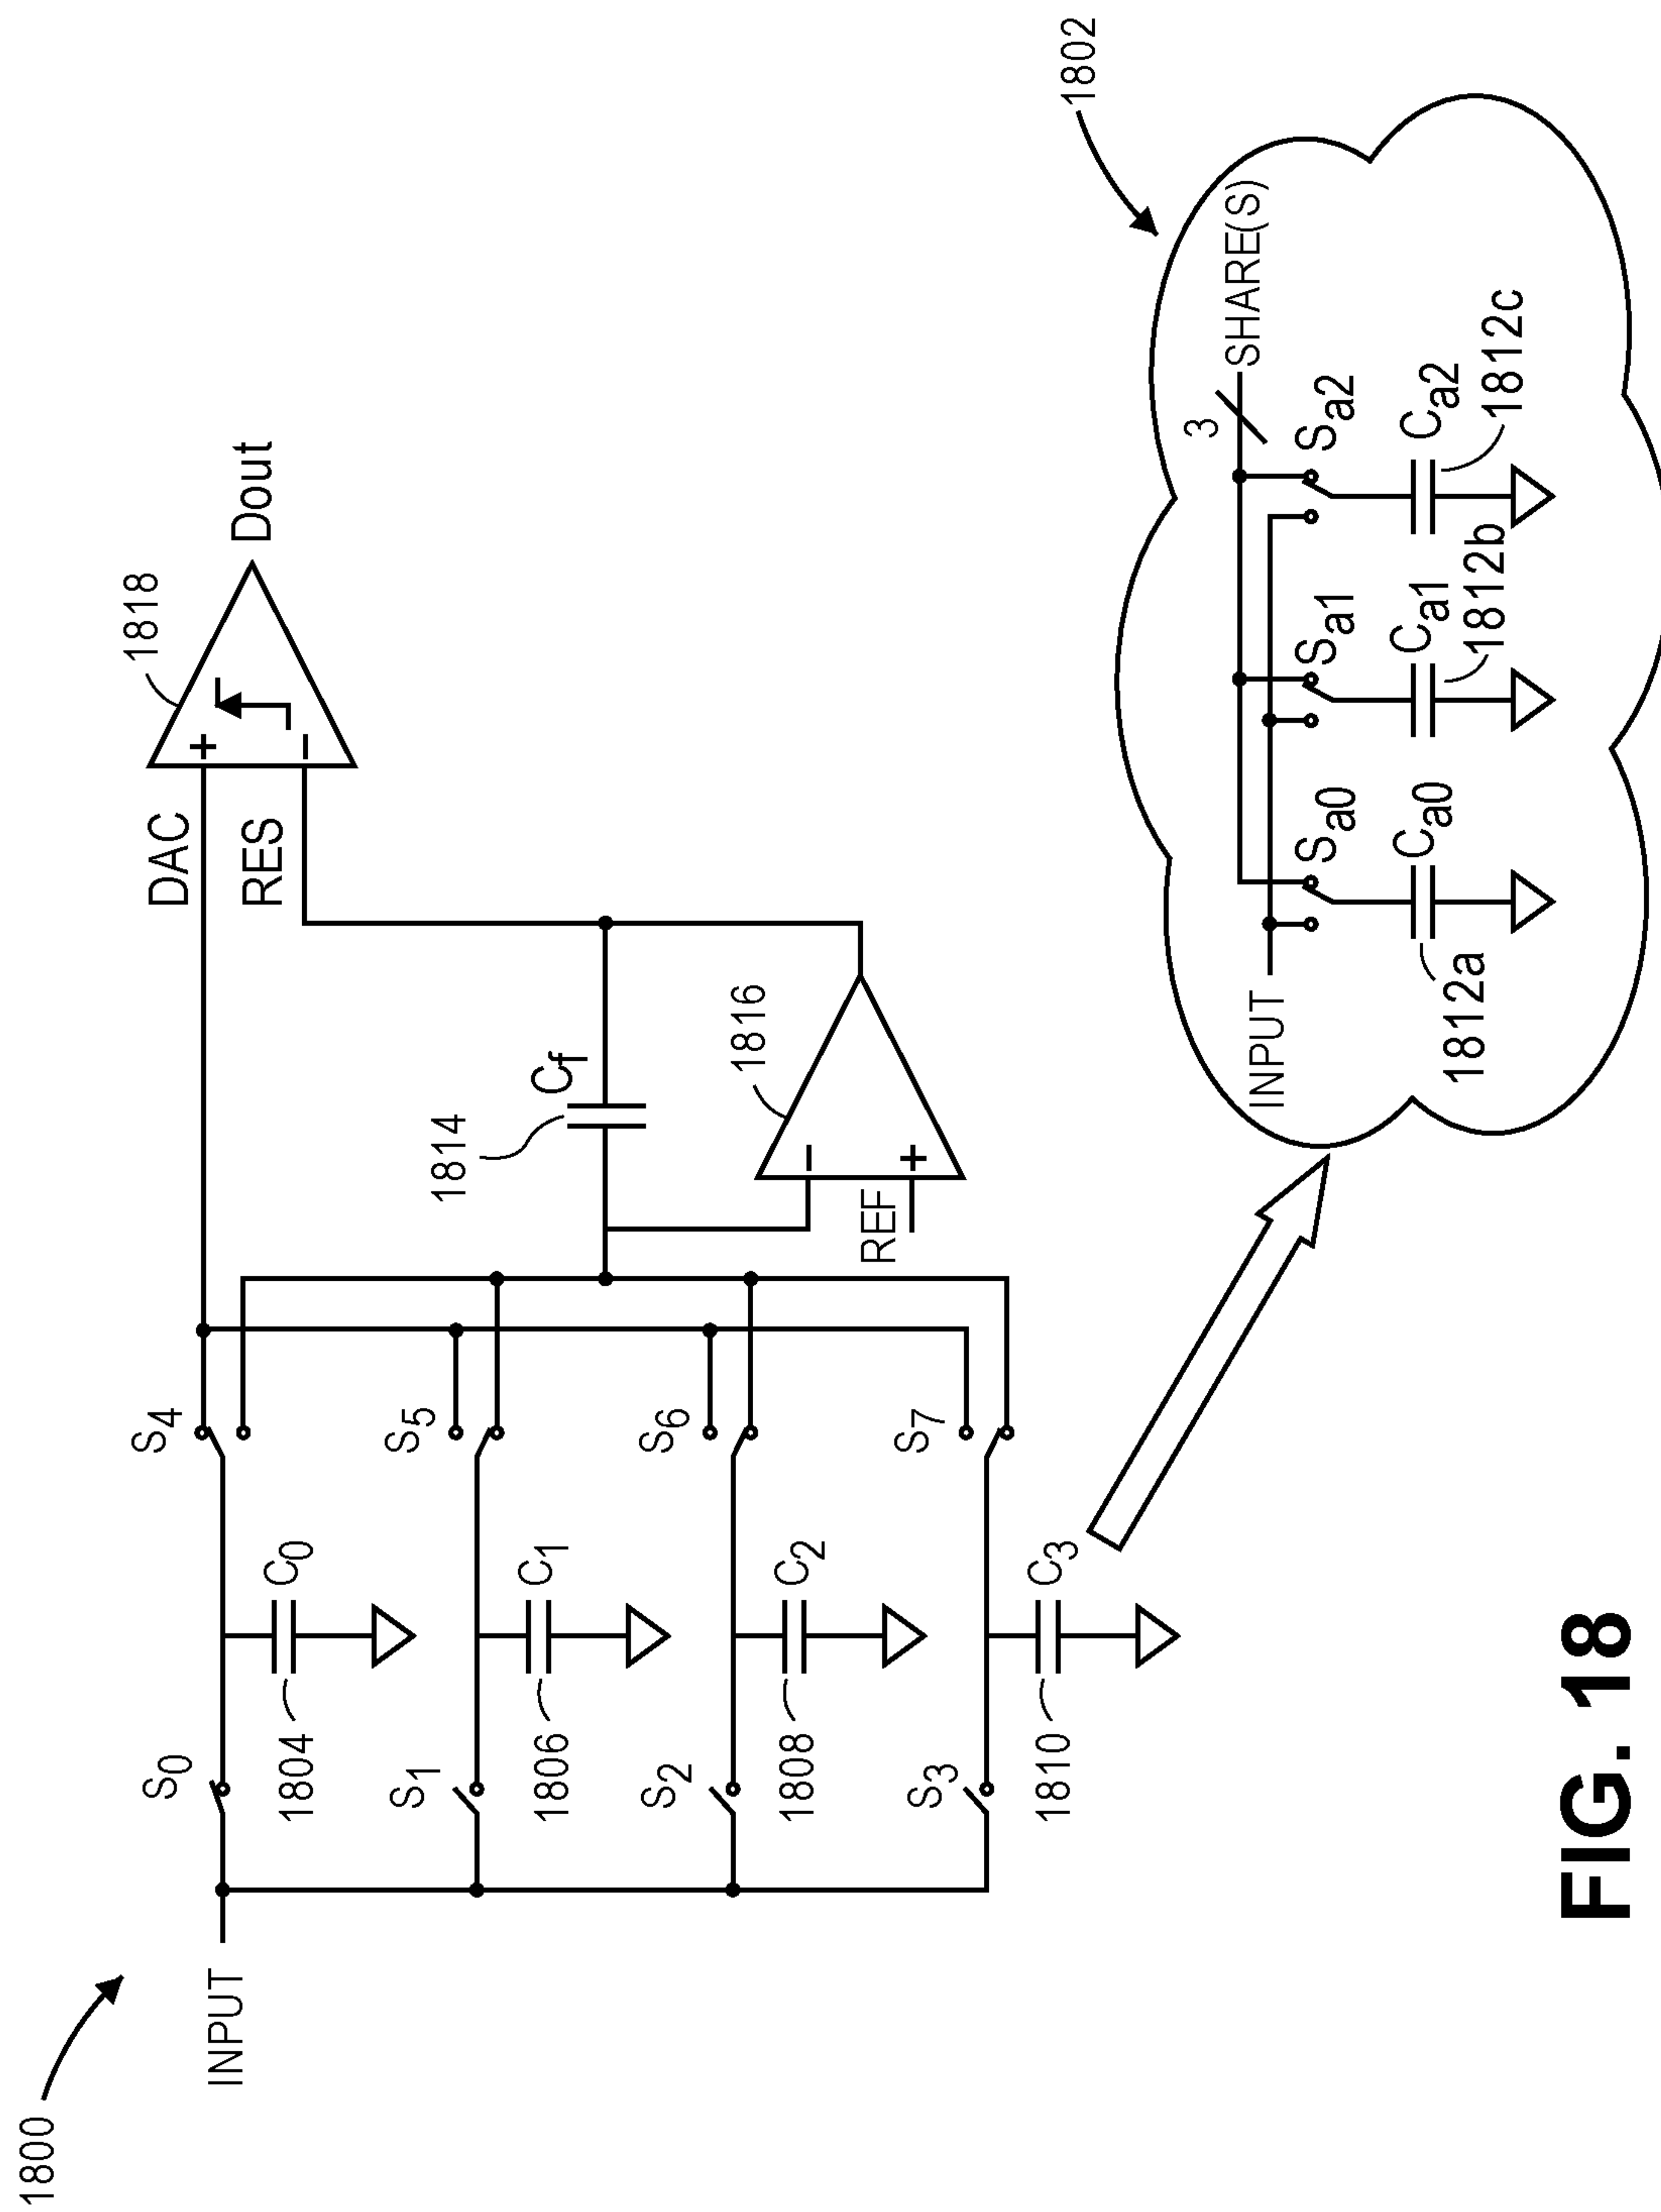 1800
INPUT
S0
1804
C0
S4
S1
1806
C1
S5
S2
1808
C2
S6
S3
1810
C3
S7
DAC
RES
+
−
1818
Dout
1814
Cf
1816
−
+
REF
1802
INPUT
SHARE(S)
3
Sa0
Sa1
Sa2
Ca0
Ca1
Ca2
1812a
1812b
1812c
FIG. 18